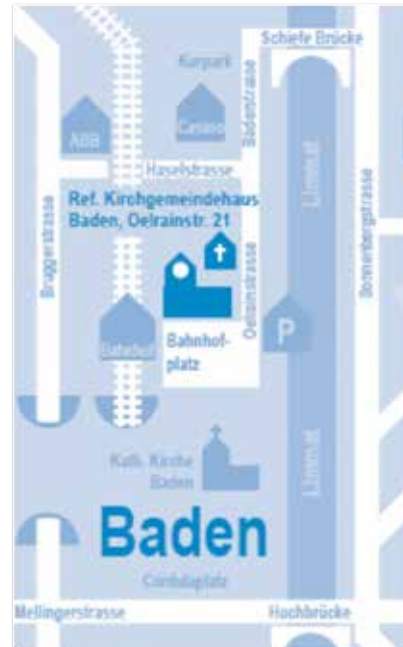 Schiefe Brücke
Kurpark
Bäderstrasse
Casino
ABB
Haselstrasse
Limmat
Ref. Kirchgemeindehaus
Baden, Oelrainstr. 21
Bruggerstrasse
Oelrainstrasse
Sonnenbergstrasse
Bahnhof
Bahnhof-
platz
P
Kath. Kirche
Baden
Limmat
Baden
Cordulaplatz
Mellingerstrasse
Hochbrücke